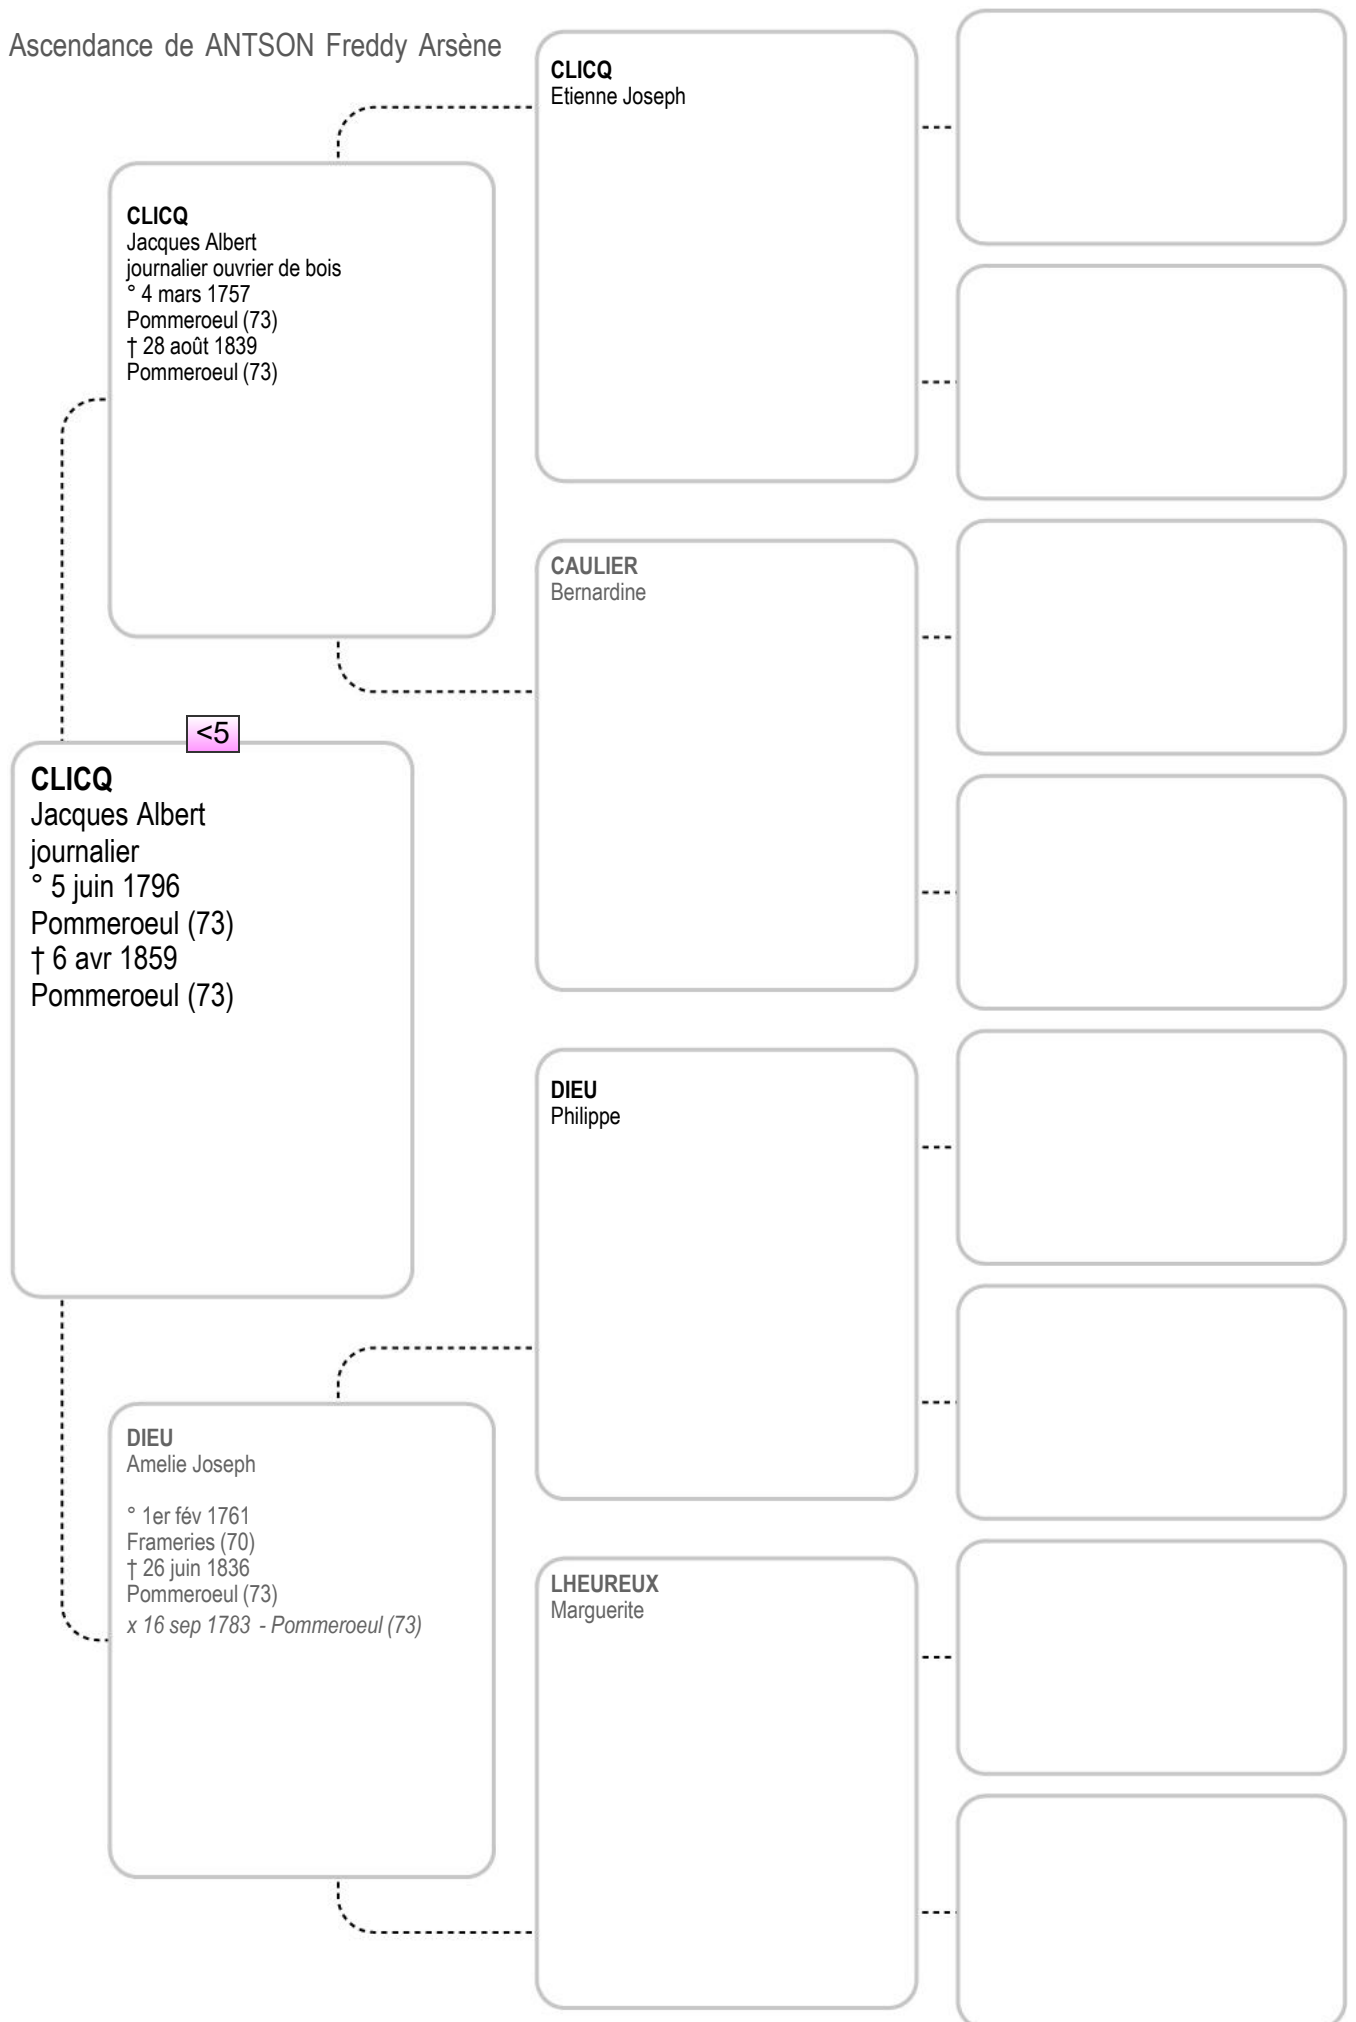 Ascendance de ANTSON Freddy Arsène
CLICQ
Etienne Joseph
CLICQ
Jacques Albert
journalier ouvrier de bois
° 4 mars 1757
Pommeroeul (73)
† 28 août 1839
Pommeroeul (73)
CAULIER
Bernardine
<5
CLICQ
Jacques Albert
journalier
° 5 juin 1796
Pommeroeul (73)
† 6 avr 1859
Pommeroeul (73)
DIEU
Philippe
DIEU
Amelie Joseph
° 1er fév 1761
Frameries (70)
† 26 juin 1836
Pommeroeul (73)
x 16 sep 1783 - Pommeroeul (73)
LHEUREUX
Marguerite